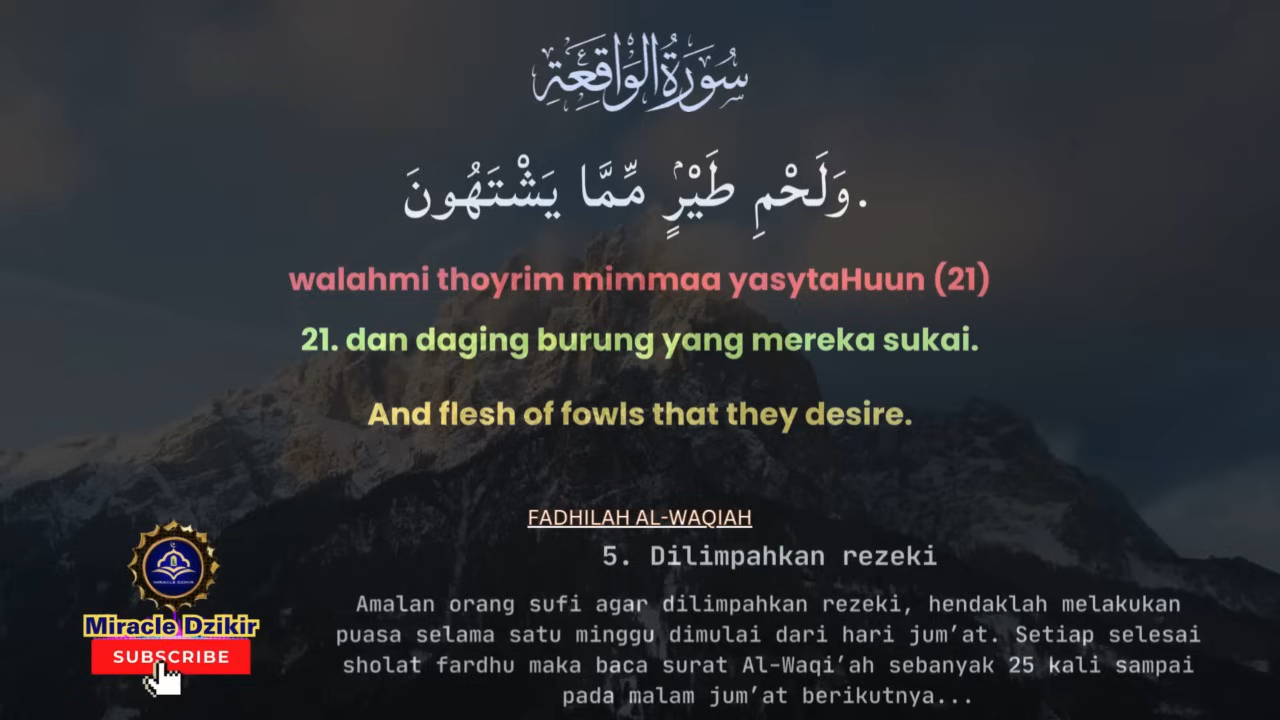 سُورَةُ الْوَاقِعَةِ
وَلَحْمِ طَيْرٍۢ مِّمَّا يَشْتَهُونَ.
walahmi thoyrim mimmaa yasytaHuun (21)
21. dan daging burung yang mereka sukai.
And flesh of fowls that they desire.
FADHILAH AL-WAQIAH
5. Dilimpahkan rezeki
Amalan orang sufi agar dilimpahkan rezeki, hendaklah melakukan
puasa selama satu minggu dimulai dari hari jum’at. Setiap selesai
sholat fardhu maka baca surat Al-Waqi’ah sebanyak 25 kali sampai
pada malam jum’at berikutnya...
MIRACLE DZIKIR
Miracle Dzikir
SUBSCRIBE